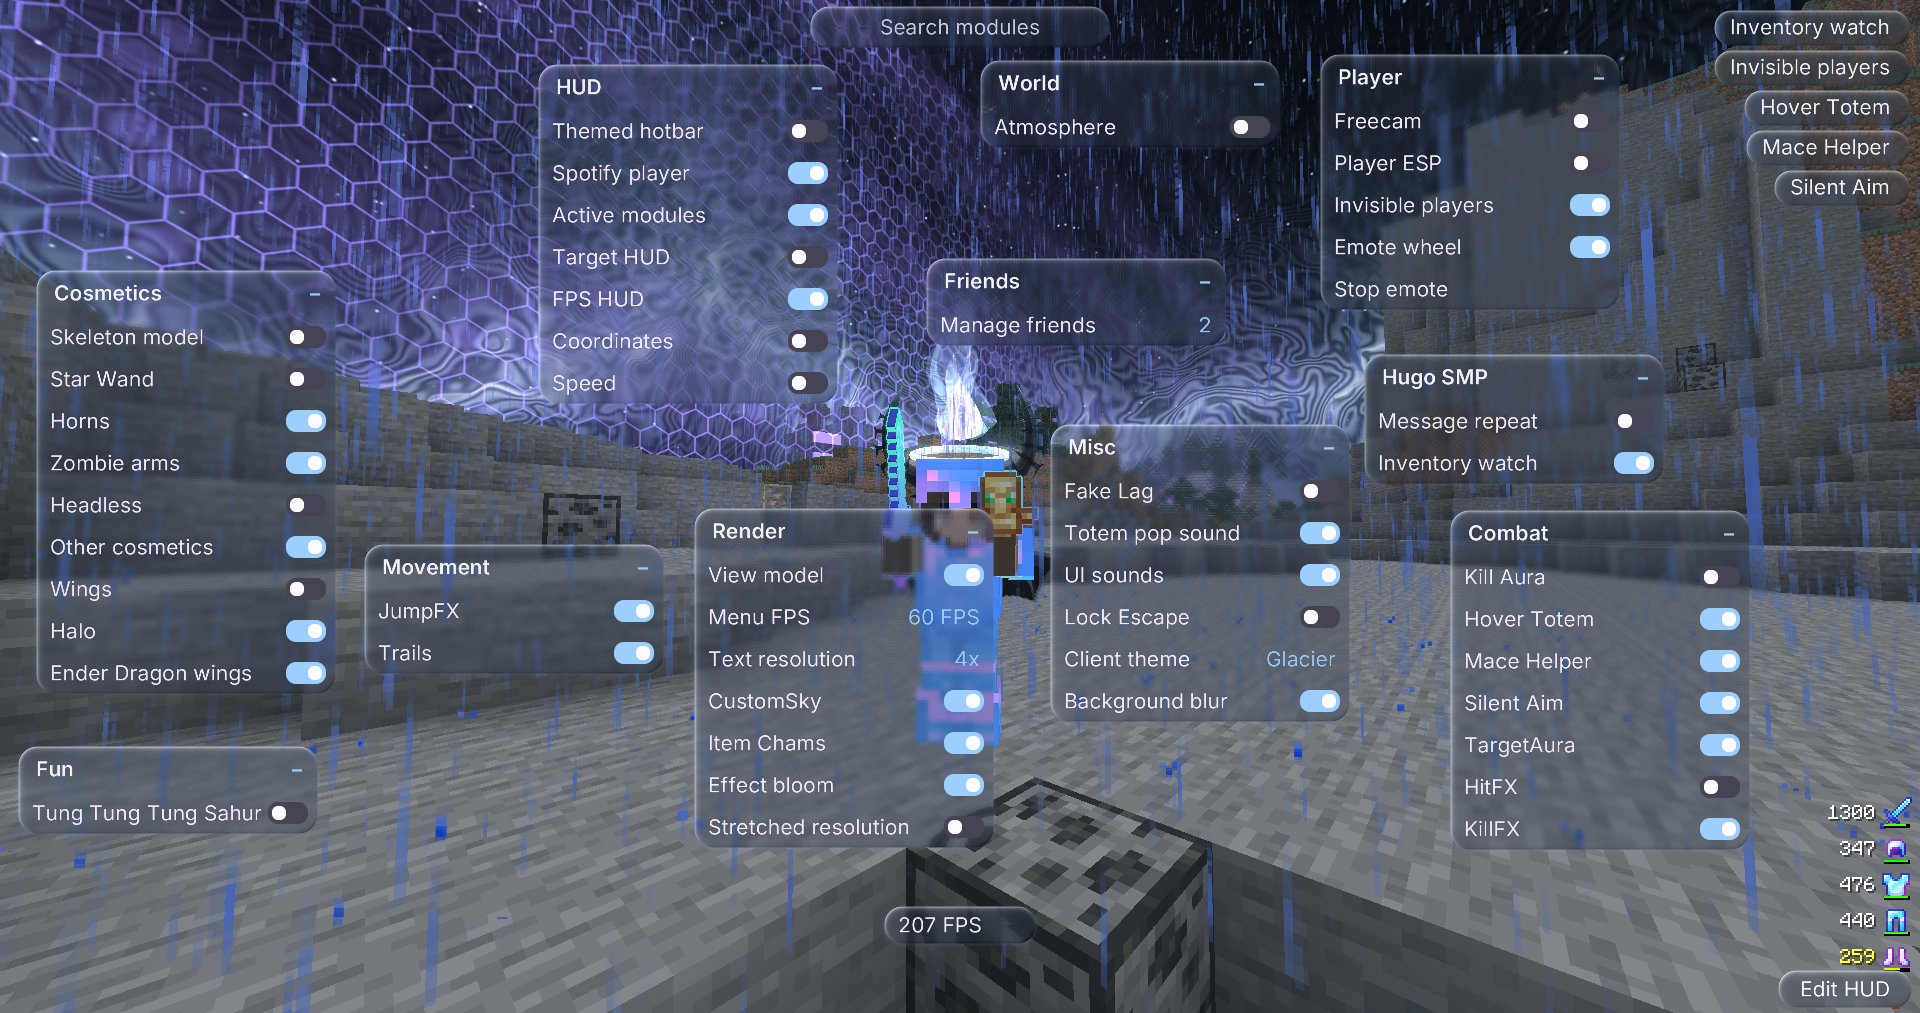 Search modules
Inventory watch
Invisible players
Hover Totem
Mace Helper
Silent Aim
HUD
Themed hotbar
Spotify player
Active modules
Target HUD
FPS HUD
Coordinates
Speed
World
Atmosphere
Player
Freecam
Player ESP
Invisible players
Emote wheel
Stop emote
Cosmetics
Skeleton model
Star Wand
Horns
Zombie arms
Headless
Other cosmetics
Wings
Halo
Ender Dragon wings
Friends
Manage friends 2
Hugo SMP
Message repeat
Inventory watch
Misc
Fake Lag
Totem pop sound
UI sounds
Lock Escape
Client theme Glacier
Background blur
Movement
JumpFX
Trails
Render
View model
Menu FPS 60 FPS
Text resolution 4x
CustomSky
Item Chams
Effect bloom
Stretched resolution
Combat
Kill Aura
Hover Totem
Mace Helper
Silent Aim
TargetAura
HitFX
KillFX
Fun
Tung Tung Tung Sahur
1300
347
476
440
259
207 FPS
Edit HUD